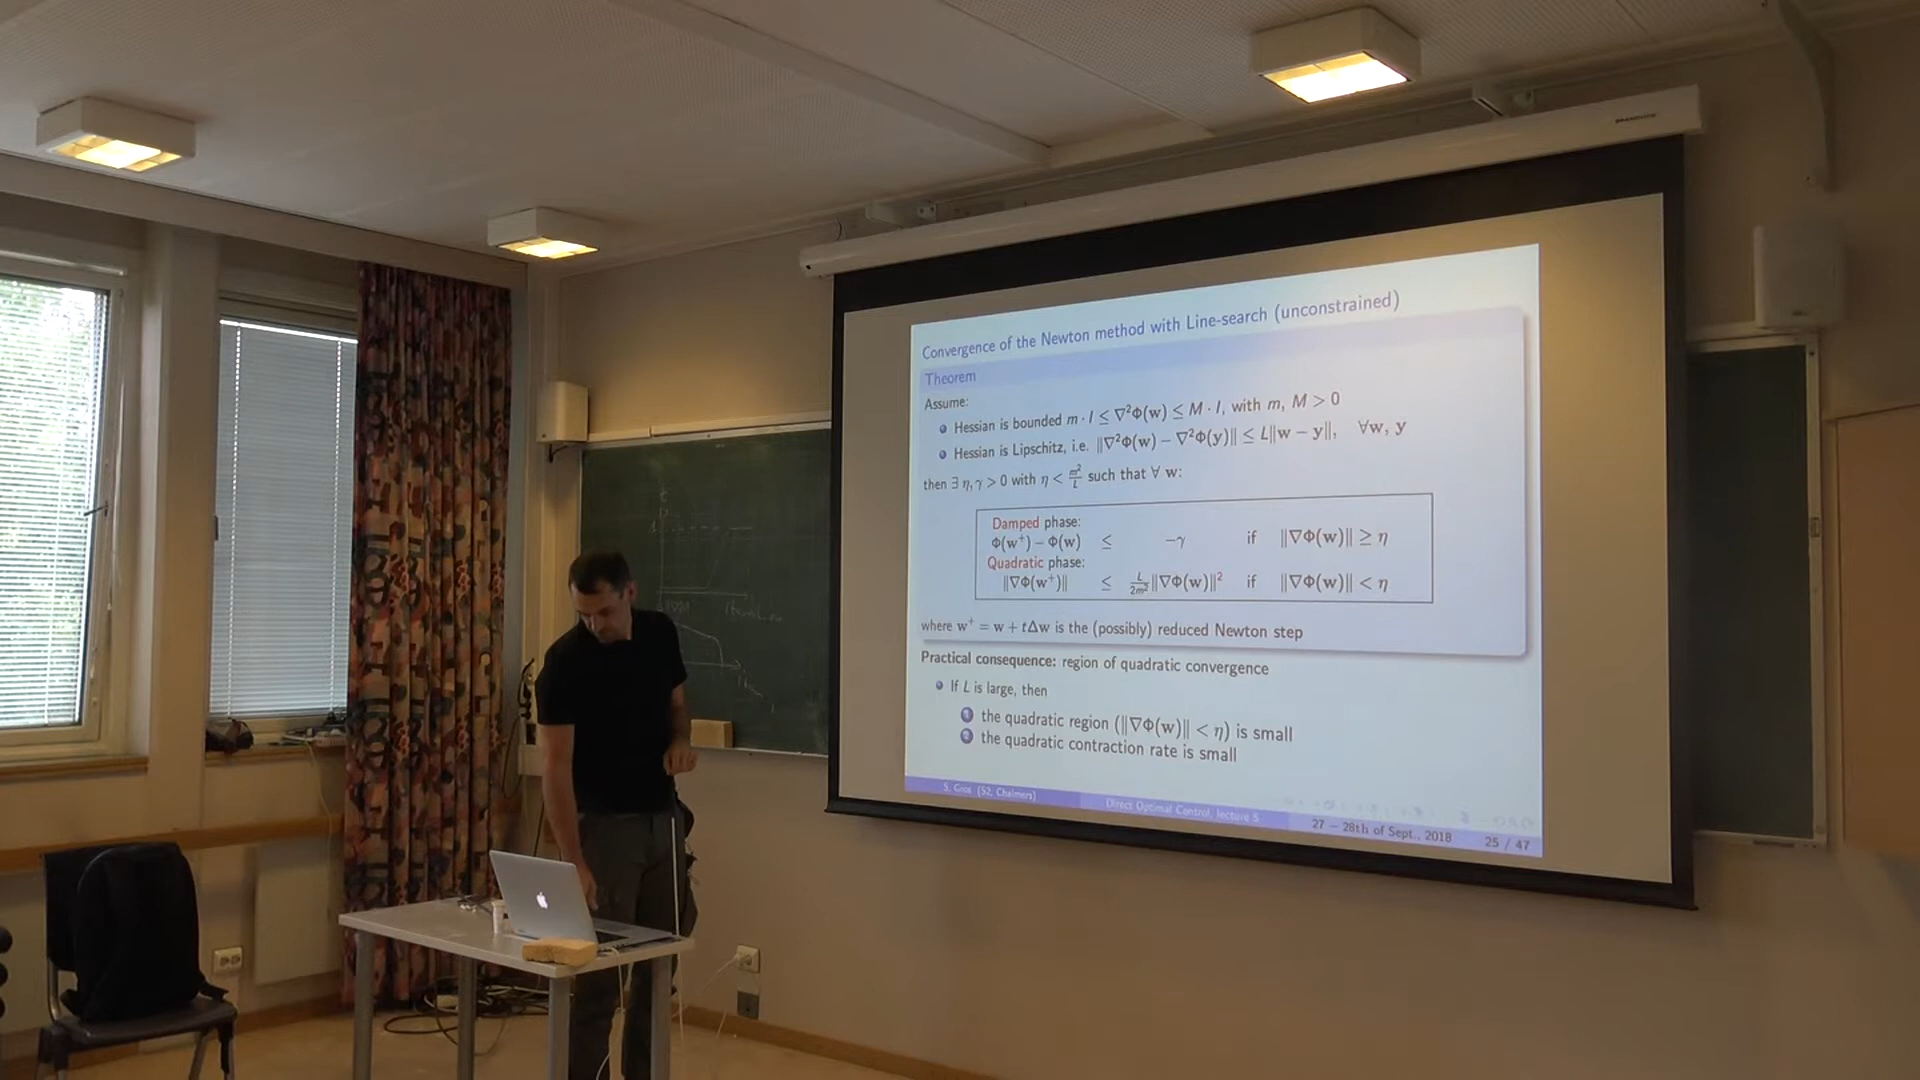 Convergence of the Newton method with Line-search (unconstrained)
Theorem
Assume:
Hessian is bounded m · I ≤ ∇²Φ(w) ≤ M · I, with m, M > 0
Hessian is Lipschitz, i.e. ‖∇²Φ(w) − ∇²Φ(y)‖ ≤ L‖w − y‖, ∀w, y
then ∃ η, γ > 0 with η < m²/L such that ∀ w:
Damped phase:
Φ(w⁺) − Φ(w) ≤ −γ if ‖∇Φ(w)‖ ≥ η
Quadratic phase:
‖∇Φ(w⁺)‖ ≤ L/2m² ‖∇Φ(w)‖² if ‖∇Φ(w)‖ < η
where w⁺ = w + tΔw is the (possibly) reduced Newton step
Practical consequence: region of quadratic convergence
If L is large, then
1 the quadratic region (‖∇Φ(w)‖ < η) is small
2 the quadratic contraction rate is small
S. Gros (S2, Chalmers) Direct Optimal Control, lecture 5 27 – 28th of Sept., 2018 25 / 47